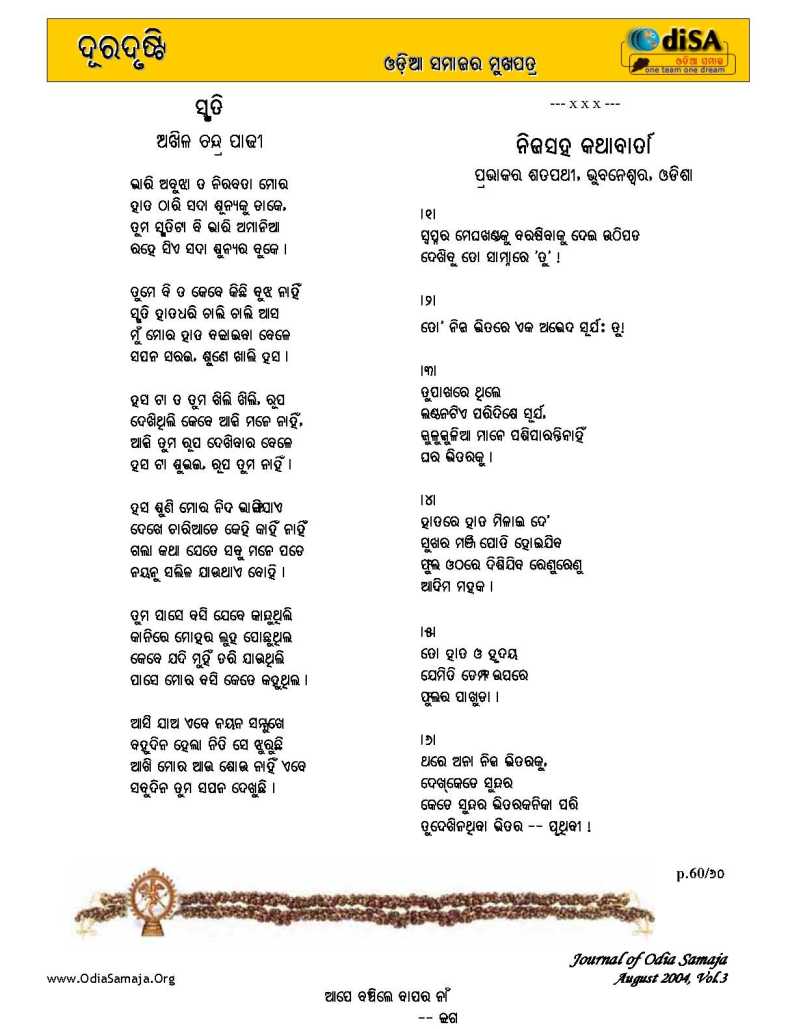 ଦୂରଦୃଷ୍ଟି
ଓଡ଼ିଆ ସମାଜର ମୁଖପତ୍ର
OdiSA
ଓଡ଼ିଆ ସମାଜ
one team one dream
ସ୍ମୃତି
ଅଖିଳ ଚନ୍ଦ୍ର ପାଢୀ
ଭାରି ଅବୁଝା ତ ନିରବତା ମୋର
ହାତ ଠାରି ସଦା ଶୁନ୍ୟକୁ ଡାକେ,
ତୁମ ସ୍ମୃତିଟା ବି ଭାରି ଅମାନିଆ
ରହେ ସିଏ ସଦା ଶୁନ୍ୟର ବୁକେ ।
ତୁମେ ବି ତ କେବେ କିଛି ବୁଝ ନାହିଁ
ସ୍ମୃତି ହାତଧରି ଚାଲି ଚାଲି ଆସ
ମୁଁ ମୋର ହାତ ବଢାଇବା ବେଳେ
ସପନ ସରଇ, ଶୁଣେ ଖାଲି ହସ ।
ହସ ଟା ତ ତୁମ ଖିଲି ଖିଲି, ରୂପ
ଦେଖିଥିଲି କେବେ ଆଜି ମନେ ନାହିଁ,
ଆଜି ତୁମ ରୂପ ଦେଖିବାର ବେଳେ
ହସ ଟା ଶୁଭଇ, ରୂପ ତୁମ ନାହିଁ ।
ହସ ଶୁଣି ମୋର ନିଦ ଭାଙ୍ଗିଯାଏ
ଦେଖେ ଚାରିଆଡେ କେହି କାହିଁ ନାହିଁ
ଗଲା କଥା ଯେତେ ସବୁ ମନେ ପଡେ
ନୟନୁ ସଲିଳ ଯାଉଥାଏ ବୋହି ।
ତୁମ ପାସେ ବସି ଯେବେ କାନ୍ଦୁଥିଲି
କାନିରେ ମୋହର ଲୁହ ପୋଛୁଥିଲ
କେବେ ଯଦି ମୁହିଁ ଡରି ଯାଉଥିଲି
ପାସେ ମୋର ବସି କେତେ କହୁଥିଲ ।
ଆସି ଯାଅ ଏବେ ନୟନ ସନ୍ମୁଖେ
ବହୁଦିନ ହେଲା ନିତି ସେ ଝୁରୁଛି
ଆଖି ମୋର ଆଉ ଶୋଇ ନାହିଁ ଏବେ
ସବୁଦିନ ତୁମ ସପନ ଦେଖୁଛି ।
--- x x x ---
ନିଜସହ କଥାବାର୍ତା
ପ୍ରଭାକର ଶତପଥୀ, ଭୁବନେଶ୍ୱର, ଓଡିଶା
।୧।
ସ୍ୱପ୍ନର ମେଘଖଣ୍ଡକୁ ବରଷିବାକୁ ଦେଇ ଉଠିପଡ
ଦେଖିବୁ ତୋ ସାମ୍ନାରେ 'ତୁ' !
।୨।
ତୋ' ନିଜ ଭିତରେ ଏକ ଅଭେଦ ସୂର୍ଯ: ତୁ!
।୩।
ତୁପାଖରେ ଥିଲେ
ଲଣ୍ଠନଟିଏ ପରିଦିଶେ ସୂର୍ଯ,
କୁଳୁକୁଳିଆ ମାନେ ପଶିପାରନ୍ତିନାହିଁ
ଘର ଭିତରକୁ ।
।୪।
ହାତରେ ହାତ ମିଳାଇ ଦେ'
ସୁଖର ମଞ୍ଜି ପୋତି ହୋଇଯିବ
ଫୁଲ ଓଠରେ ଦିଶିଯିବ ରେଣୁରେଣୁ
ଆଦିମ ମହକ ।
।୫।
ତୋ ହାତ ଓ ହୃଦୟ
ଯେମିତି ଡେମ୍ଫ ଉପରେ
ଫୁଲର ପାଖୁଡା ।
।୬।
ଥରେ ଅନା ନିଜ ଭିତରକୁ,
ଦେଖ୍‌କେତେ ସୁନ୍ଦର
କେତେ ସୁନ୍ଦର ଭିତରକନିକା ପରି
ତୁଦେଖିନଥିବା ଭିତର -- ପୃଥିବୀ !
p.60/୭୦
Journal of Odia Samaja
www.OdiaSamaja.Org
August 2004, Vol.3
ଆପେ ବଞ୍ଚିଲେ ବାପର ନାଁ
-- ଢଗ